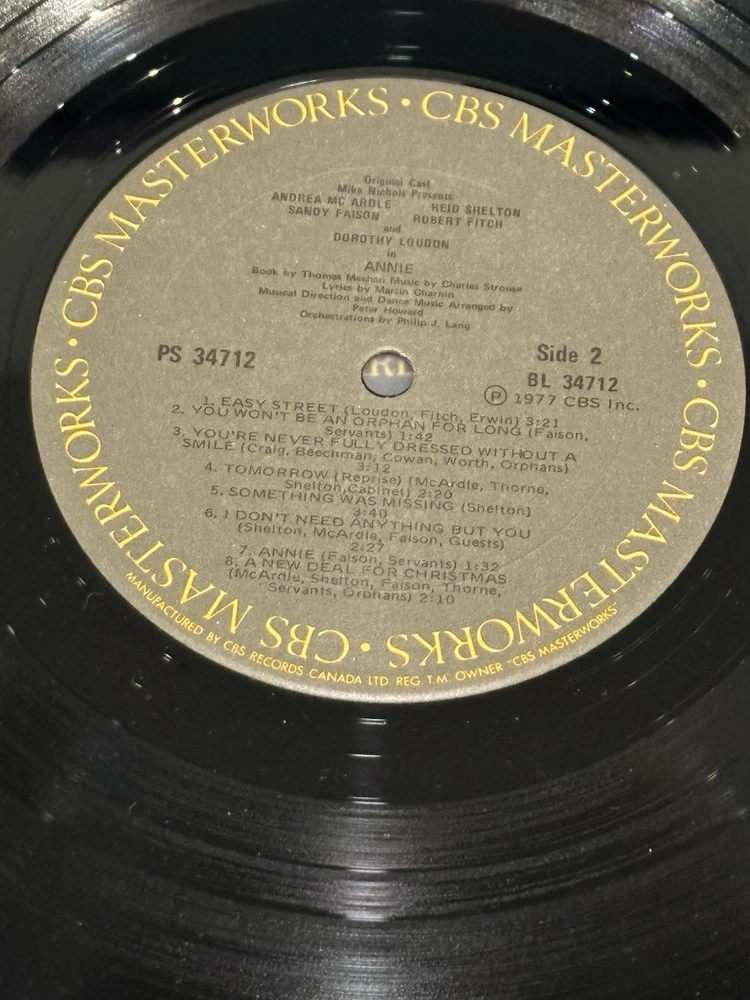 CBS MASTERWORKS • CBS MASTERWORKS • CBS MASTERWORKS • CBS MASTERWORKS •
Original Cast
Mike Nichols Presents
ANDREA MC ARDLE REID SHELTON
SANDY FAISON ROBERT FITCH
and
DOROTHY LOUDON
in
ANNIE
Book by Thomas Meehan Music by Charles Strouse
Lyrics by Martin Charnin
Musical Direction and Dance Music Arranged by
Peter Howard
Orchestrations by Philip J. Lang
PS 34712
Side 2
BL 34712
Ⓟ 1977 CBS Inc.
1. EASY STREET (Loudon, Fitch, Erwin) 3:21
2. YOU WON'T BE AN ORPHAN FOR LONG (Faison,
Servants) 1:42
3. YOU'RE NEVER FULLY DRESSED WITHOUT A
SMILE (Craig, Beechman, Cowan, Worth, Orphans)
3:12
4. TOMORROW (Reprise) (McArdle, Thorne,
Shelton,Cabinet) 2:20
5. SOMETHING WAS MISSING (Shelton)
3:40
6. I DON'T NEED ANYTHING BUT YOU
(Shelton, McArdle, Faison, Guests)
2:27
7. ANNIE (Faison, Servants) 1:32
8. A NEW DEAL FOR CHRISTMAS
(McArdle, Shelton, Faison, Thorne,
Servants, Orphans) 2:10
MANUFACTURED BY CBS RECORDS CANADA LTD. REG. T.M. OWNER "CBS MASTERWORKS"